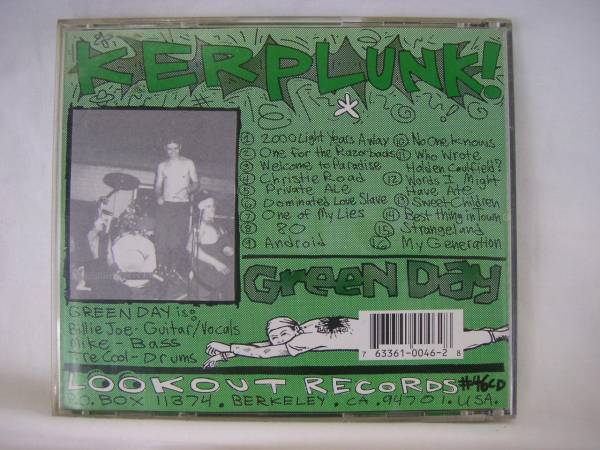 KERPLUNK!
1 2000 Light Years Away
2 One for the Razorbacks
3 Welcome to Paradise
4 Christie Road
5 Private Ale
6 Dominated Love Slave
7 One of My Lies
8 80
9 Android
10 No One Knows
11 Who Wrote
Holden Caulfield?
12 Words I Might
Have Ate
13 Sweet Children
14 Best thing in Town
15 Strangeland
16 My Generation
Green Day
GREEN DAY is:
Billie Joe - Guitar/Vocals
Mike - Bass
Tre Cool - Drums
7 63361-0046-2 8
LOOKOUT RECORDS #46CD
P.O. BOX 11374. BERKELEY. CA. 94701. USA.